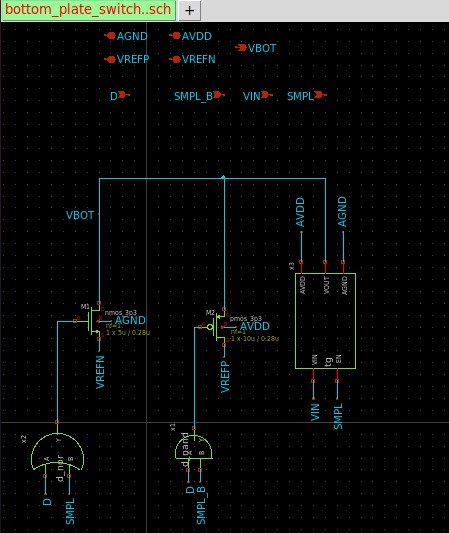 bottom_plate_switch..sch
+
AGND AVDD VBOT
VREFP VREFN
D SMPL_B VIN SMPL
VBOT
AVDD
AGND
x3
AVDD VOUT AGND
M1
nmos_3p3
AGND
nf=1
1 x 5u / 0.28u
VREFN
M2
pmos_3p3
AVDD
nf=1
1 x 10u / 0.28u
VREFP
VIN tg EN
VIN
SMPL
x2
Y
A d_nor B
D
SMPL
x1
Y
A d_nand B
D
SMPL_B